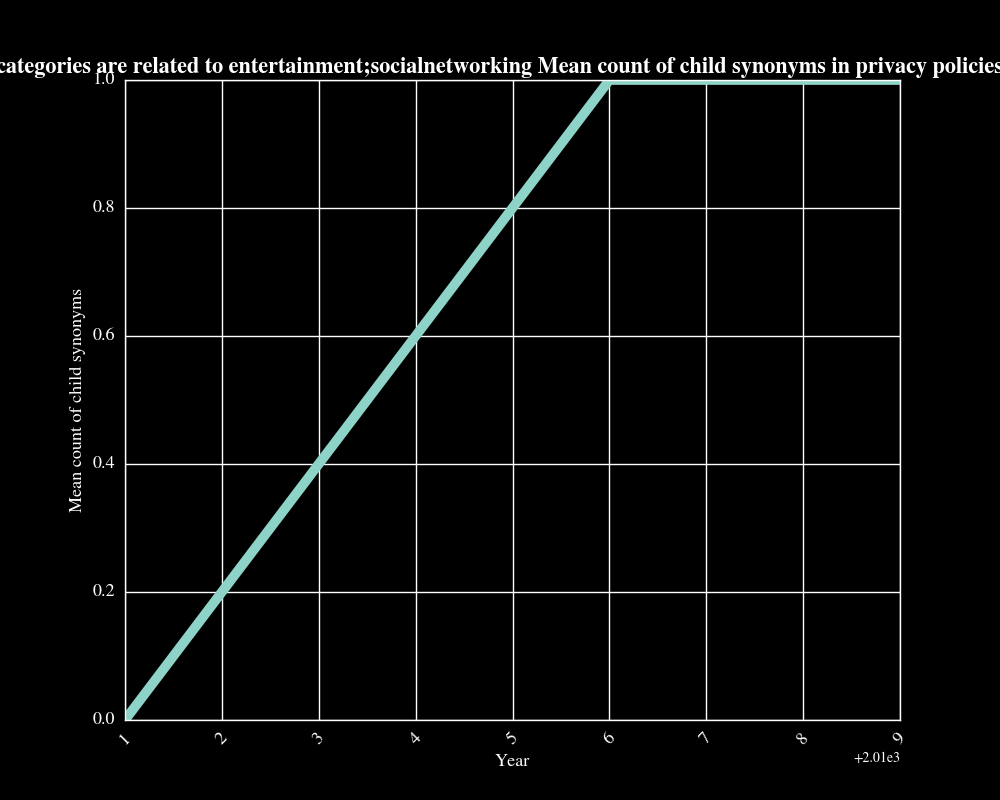 categories are related to entertainment;socialnetworking Mean count of child synonyms in privacy policies
1.0
0.8
0.6
0.4
0.2
0.0
Mean count of child synonyms
1 2 3 4 5 6 7 8 9
Year
+2.01e3